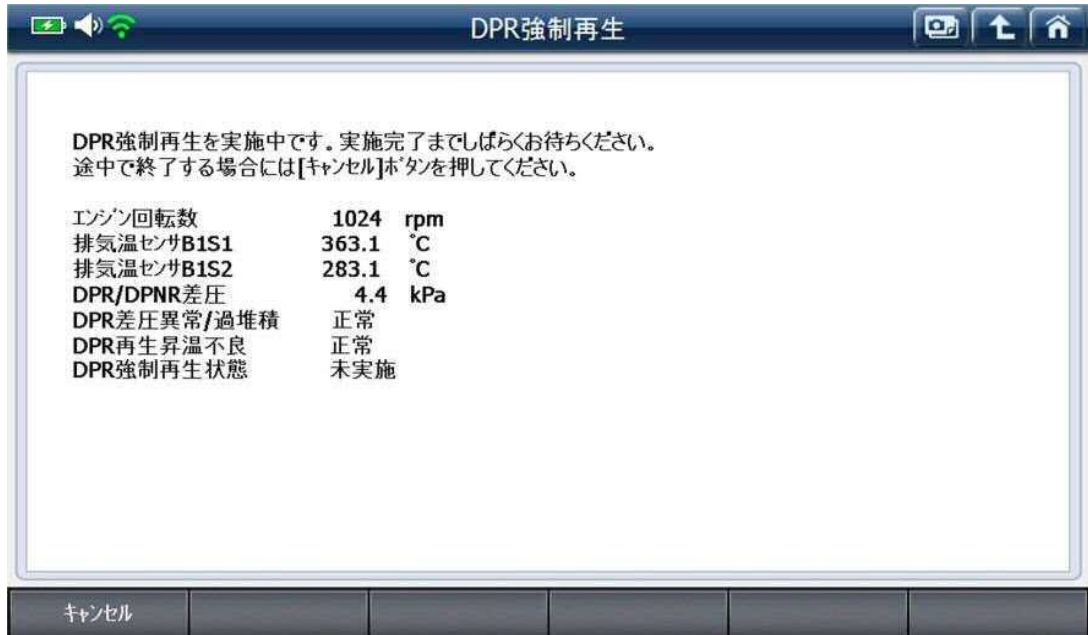 DPR強制再生
DPR強制再生を実施中です。実施完了までしばらくお待ちください。
途中で終了する場合には[ｷｬﾝｾﾙ]ﾎﾞﾀﾝを押してください。
ｴﾝｼﾞﾝ回転数 1024 rpm
排気温ｾﾝｻB1S1 363.1 ℃
排気温ｾﾝｻB1S2 283.1 ℃
DPR/DPNR差圧 4.4 kPa
DPR差圧異常/過堆積 正常
DPR再生昇温不良 正常
DPR強制再生状態 未実施
ｷｬﾝｾﾙ